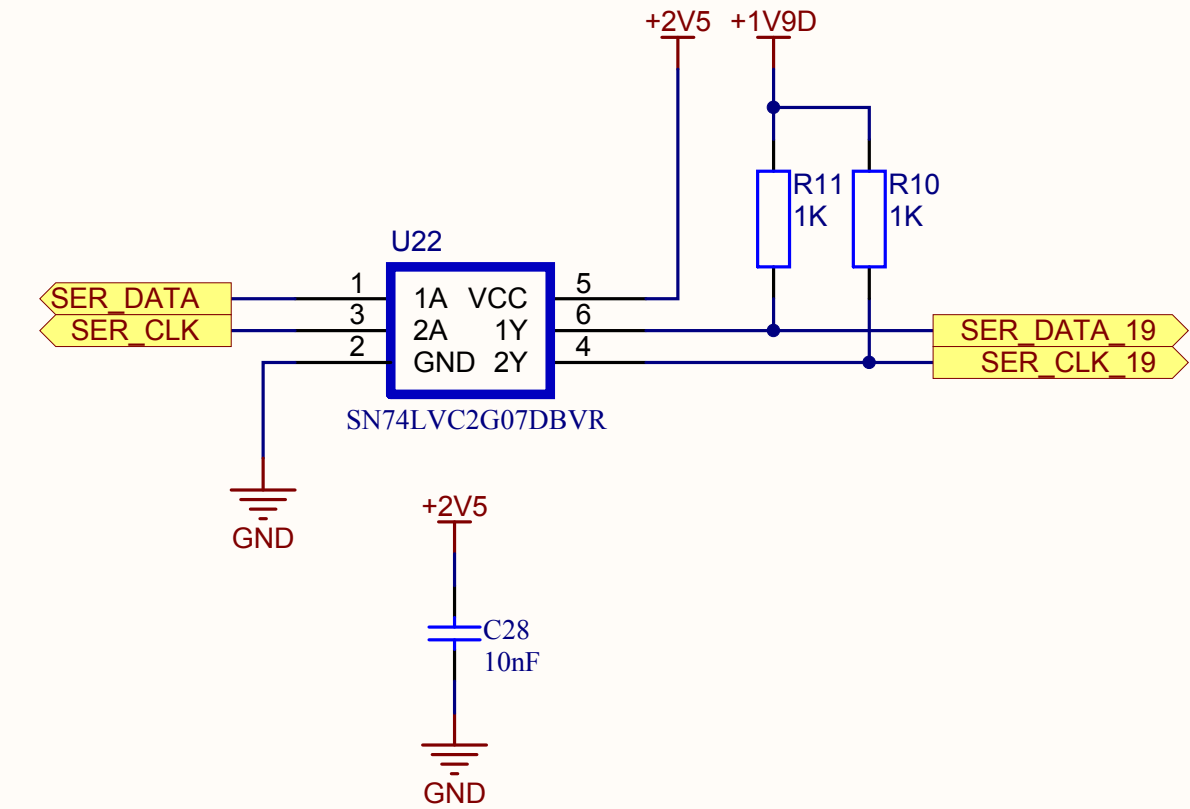 +2V5 +1V9D
R11 R10
1K 1K
U22
SER_DATA 1 1A VCC 5
SER_CLK 3 2A 1Y 6 SER_DATA_19
2 GND 2Y 4 SER_CLK_19
SN74LVC2G07DBVR
GND
+2V5
C28
10nF
GND